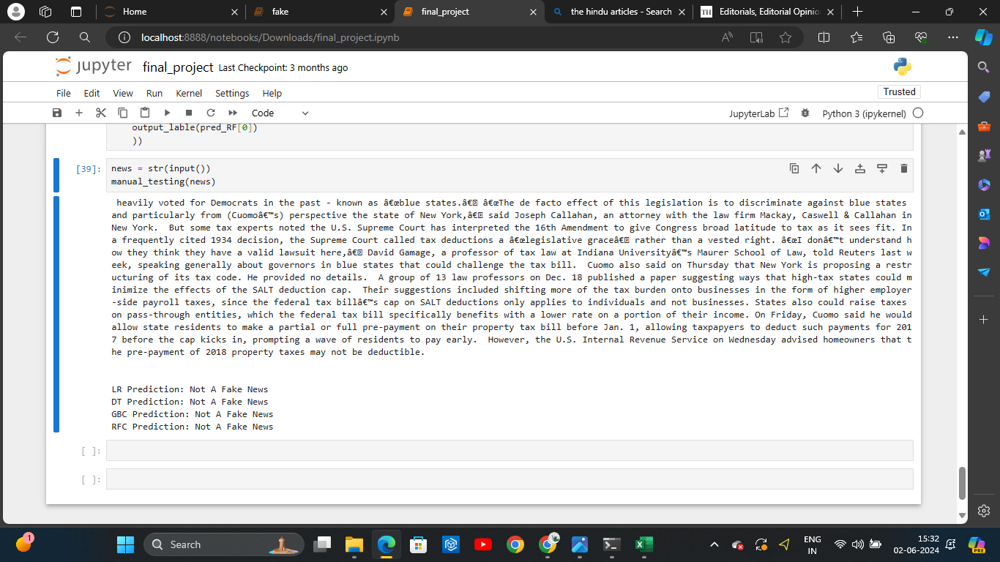 Home
fake
final_project
the hindu articles - Search
TH Editorials, Editorial Opinio
localhost:8888/notebooks/Downloads/final_project.ipynb
jupyter final_project Last Checkpoint: 3 months ago
File Edit View Run Kernel Settings Help Trusted
Code JupyterLab Python 3 (ipykernel)
output_lable(pred_RF[0])
))
[39]: news = str(input())
manual_testing(news)
heavily voted for Democrats in the past - known as â€œblue states.â€ â€œThe de facto effect of this legislation is to discriminate against blue states
and particularly from (Cuomoâ€™s) perspective the state of New York,â€ said Joseph Callahan, an attorney with the law firm Mackay, Caswell & Callahan in
New York.  But some tax experts noted the U.S. Supreme Court has interpreted the 16th Amendment to give Congress broad latitude to tax as it sees fit. In
a frequently cited 1934 decision, the Supreme Court called tax deductions a â€œlegislative graceâ€ rather than a vested right. â€œI donâ€™t understand h
ow they think they have a valid lawsuit here,â€ David Gamage, a professor of tax law at Indiana Universityâ€™s Maurer School of Law, told Reuters last w
eek, speaking generally about governors in blue states that could challenge the tax bill.  Cuomo also said on Thursday that New York is proposing a restr
ucturing of its tax code. He provided no details.  A group of 13 law professors on Dec. 18 published a paper suggesting ways that high-tax states could m
inimize the effects of the SALT deduction cap.  Their suggestions included shifting more of the tax burden onto businesses in the form of higher employer
-side payroll taxes, since the federal tax billâ€™s cap on SALT deductions only applies to individuals and not businesses. States also could raise taxes
on pass-through entities, which the federal tax bill specifically benefits with a lower rate on a portion of their income. On Friday, Cuomo said he would
allow state residents to make a partial or full pre-payment on their property tax bill before Jan. 1, allowing taxpayers to deduct such payments for 201
7 before the cap kicks in, prompting a wave of residents to pay early.  However, the U.S. Internal Revenue Service on Wednesday advised homeowners that t
he pre-payment of 2018 property taxes may not be deductible.
LR Prediction: Not A Fake News
DT Prediction: Not A Fake News
GBC Prediction: Not A Fake News
RFC Prediction: Not A Fake News
[ ]:
[ ]:
1
Search
ENG
IN
15:32
02-06-2024
PRE